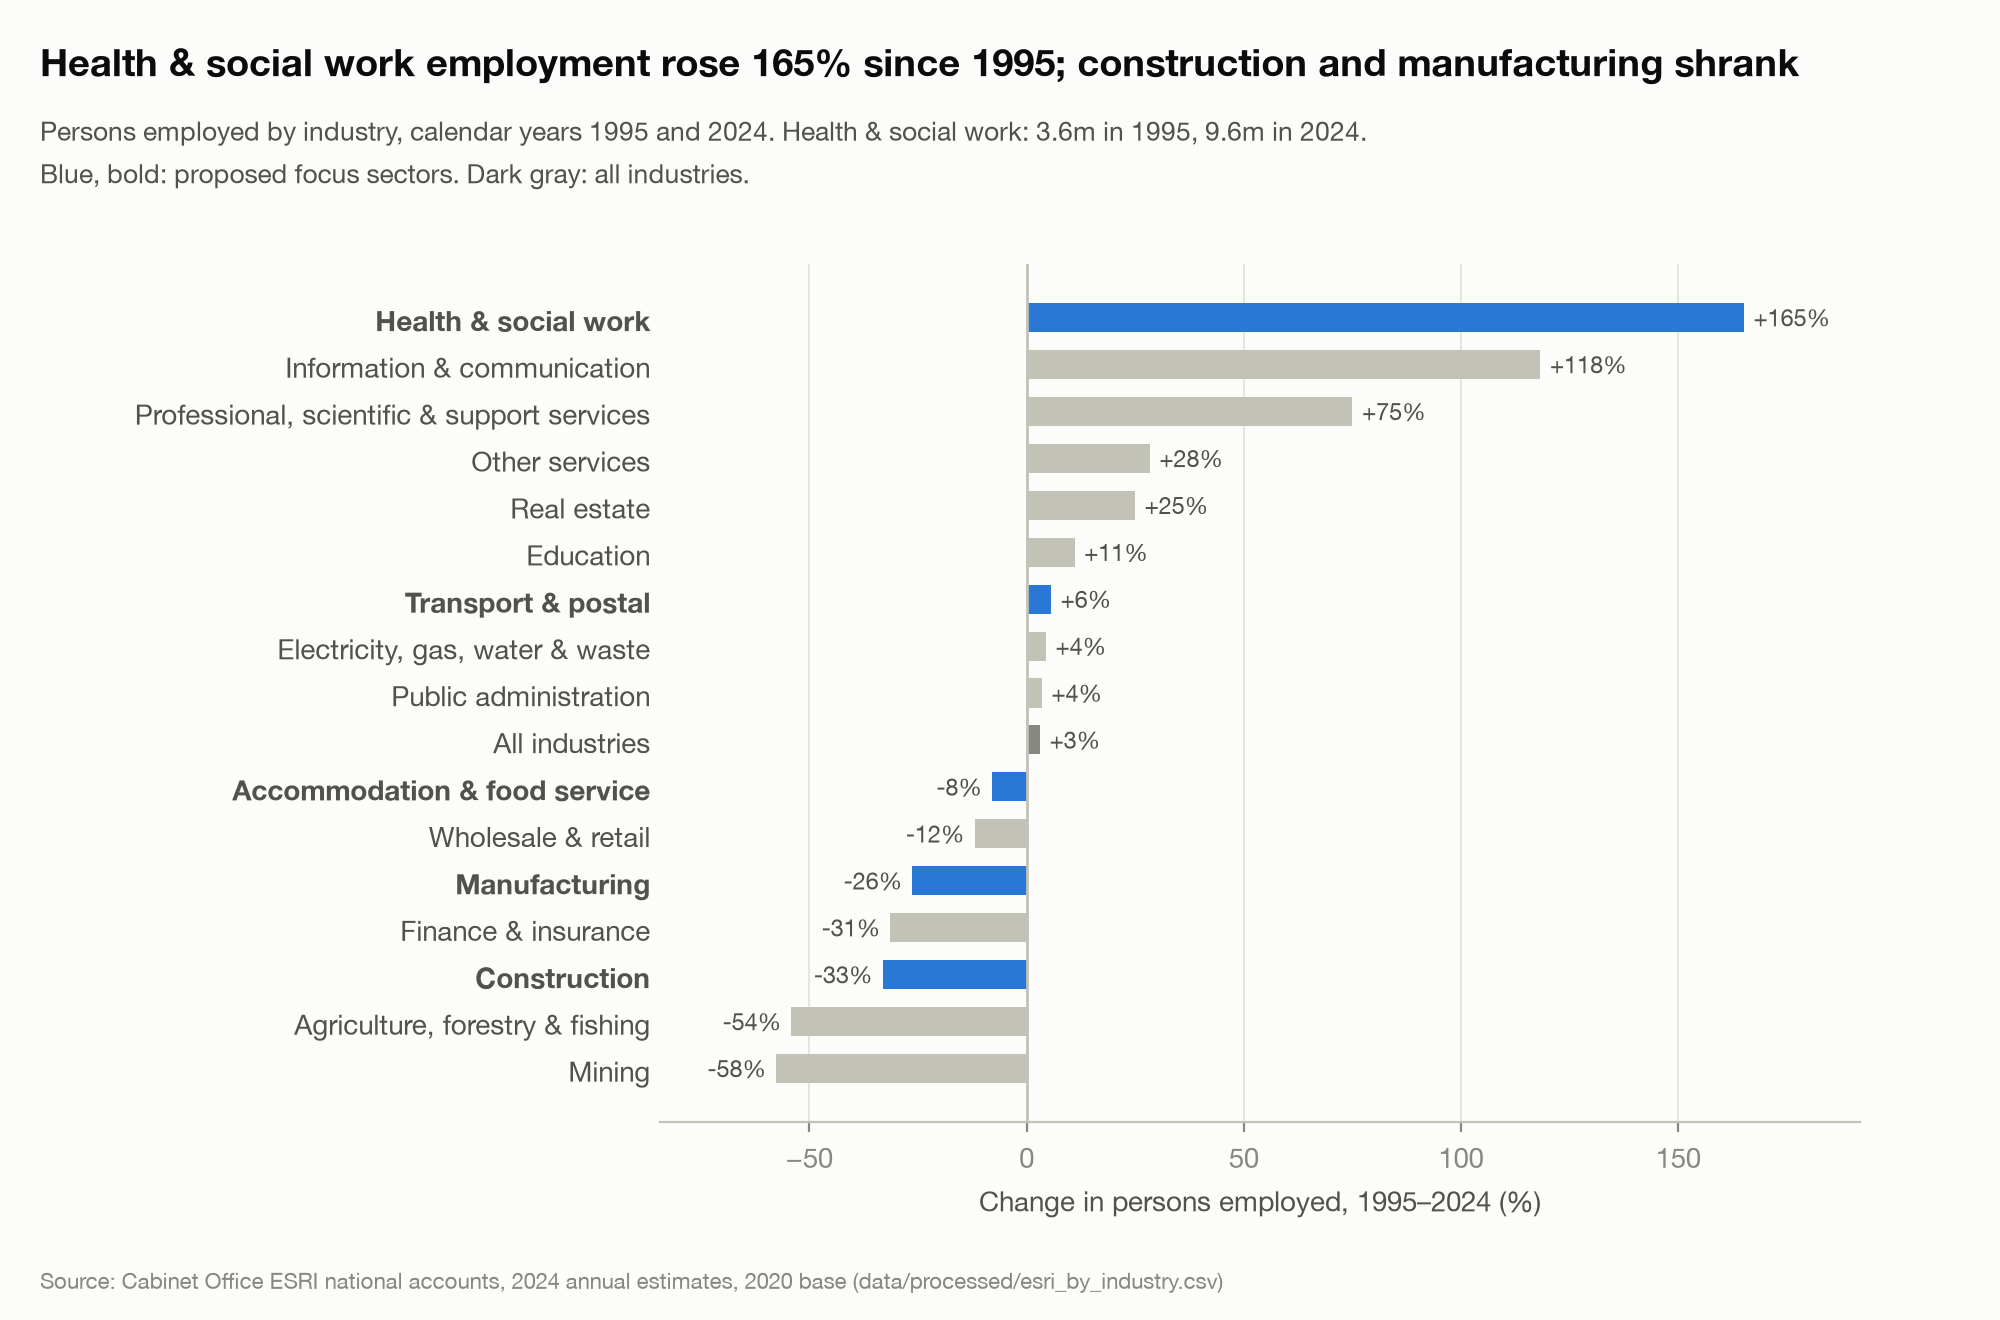 Health & social work employment rose 165% since 1995; construction and manufacturing shrank
Persons employed by industry, calendar years 1995 and 2024. Health & social work: 3.6m in 1995, 9.6m in 2024.
Blue, bold: proposed focus sectors. Dark gray: all industries.
Health & social work +165%
Information & communication +118%
Professional, scientific & support services +75%
Other services +28%
Real estate +25%
Education +11%
Transport & postal +6%
Electricity, gas, water & waste +4%
Public administration +4%
All industries +3%
Accommodation & food service -8%
Wholesale & retail -12%
Manufacturing -26%
Finance & insurance -31%
Construction -33%
Agriculture, forestry & fishing -54%
Mining -58%
−50 0 50 100 150
Change in persons employed, 1995–2024 (%)
Source: Cabinet Office ESRI national accounts, 2024 annual estimates, 2020 base (data/processed/esri_by_industry.csv)